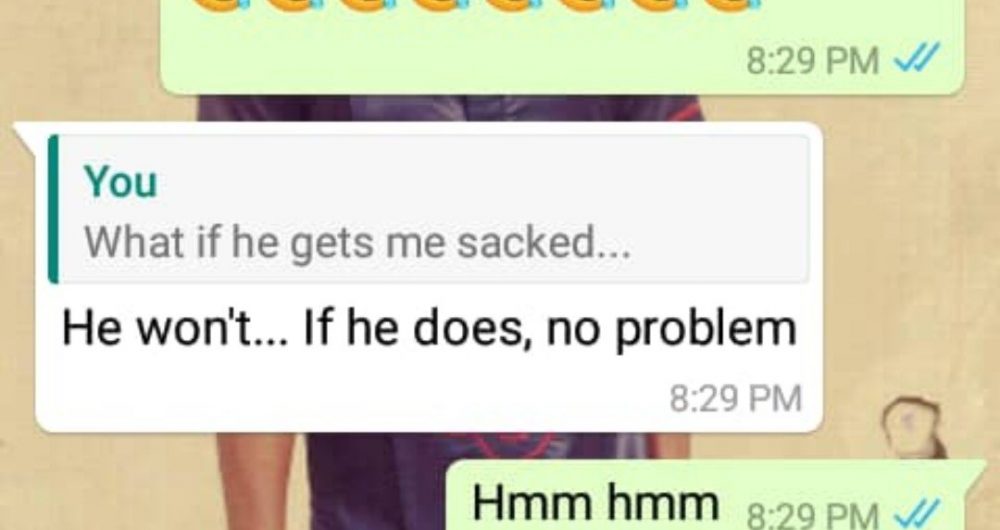 8:29 PM
You
What if he gets me sacked...
He won't... If he does, no problem
8:29 PM
Hmm hmm 8:29 PM